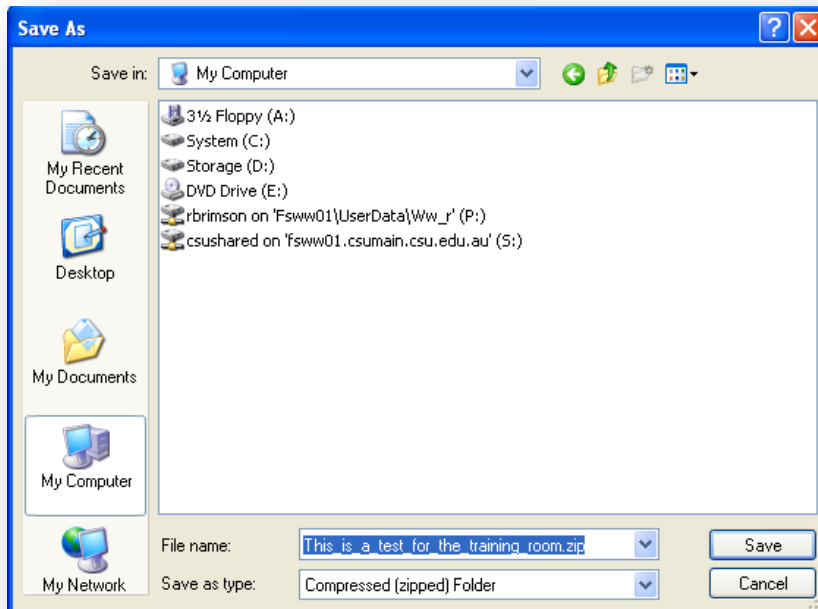 Save As
Save in: My Computer
My Recent
Documents
Desktop
My Documents
My Computer
My Network
3½ Floppy (A:)
System (C:)
Storage (D:)
DVD Drive (E:)
rbrimson on 'Fsww01\UserData\Ww_r' (P:)
csushared on 'fsww01.csumain.csu.edu.au' (S:)
File name: This_is_a_test_for_the_training_room.zip Save
Save as type: Compressed (zipped) Folder Cancel